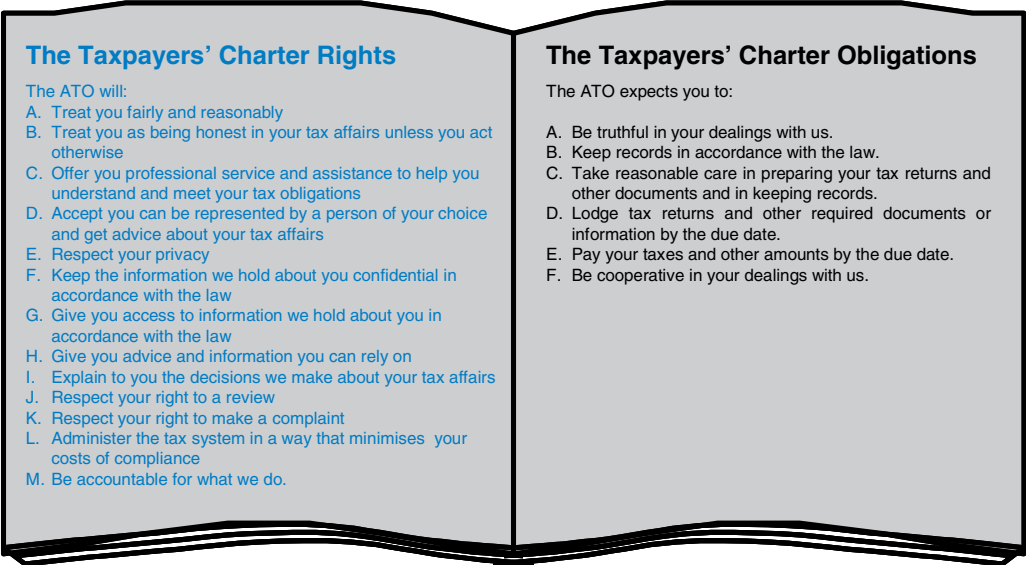 The Taxpayers’ Charter Rights
The ATO will:
A. Treat you fairly and reasonably
B. Treat you as being honest in your tax affairs unless you act
otherwise
C. Offer you professional service and assistance to help you
understand and meet your tax obligations
D. Accept you can be represented by a person of your choice
and get advice about your tax affairs
E. Respect your privacy
F. Keep the information we hold about you confidential in
accordance with the law
G. Give you access to information we hold about you in
accordance with the law
H. Give you advice and information you can rely on
I. Explain to you the decisions we make about your tax affairs
J. Respect your right to a review
K. Respect your right to make a complaint
L. Administer the tax system in a way that minimises your
costs of compliance
M. Be accountable for what we do.
The Taxpayers’ Charter Obligations
The ATO expects you to:
A. Be truthful in your dealings with us.
B. Keep records in accordance with the law.
C. Take reasonable care in preparing your tax returns and
other documents and in keeping records.
D. Lodge tax returns and other required documents or
information by the due date.
E. Pay your taxes and other amounts by the due date.
F. Be cooperative in your dealings with us.